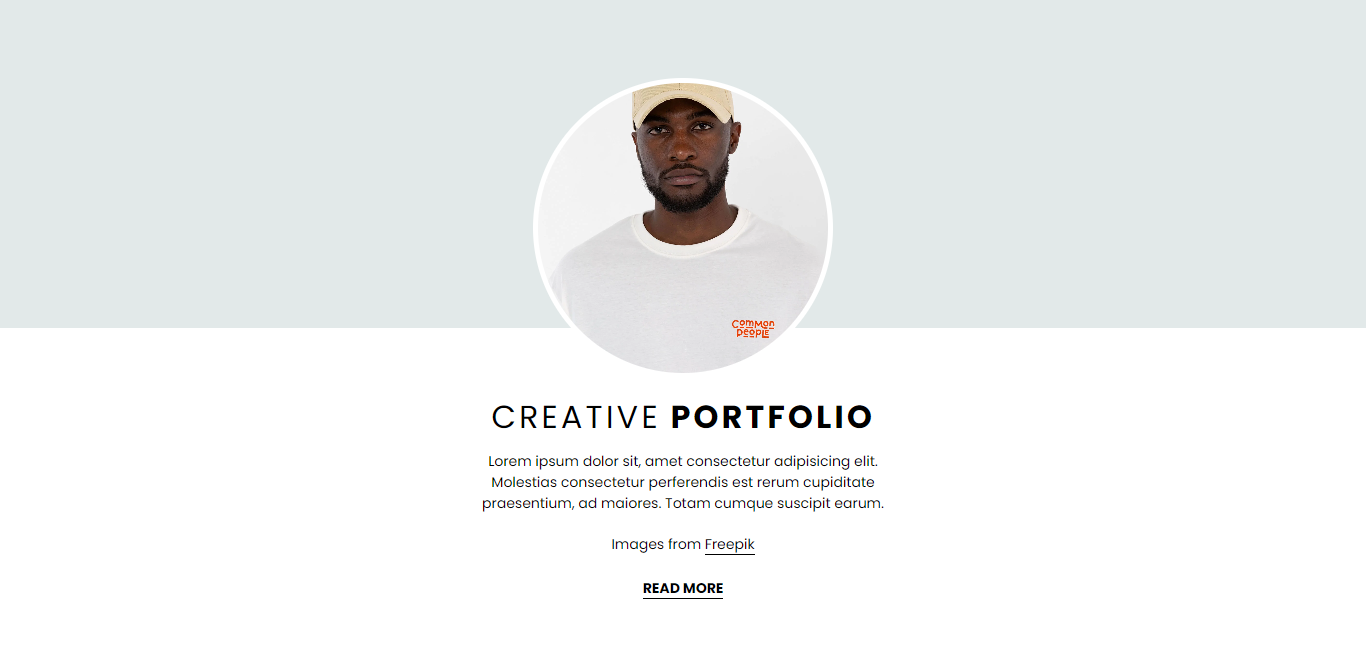 Common
PeoPLe
CREATIVE PORTFOLIO
Lorem ipsum dolor sit, amet consectetur adipisicing elit.
Molestias consectetur perferendis est rerum cupiditate
praesentium, ad maiores. Totam cumque suscipit earum.
Images from Freepik
READ MORE